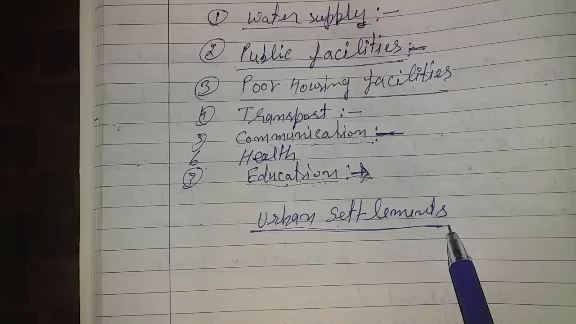 ① Water supply :-
② Public facilities :-
③ Poor Housing facilities
④ Transport :-
5 Communication :-
6 Health
⑦ Education :→
Urban Settlements